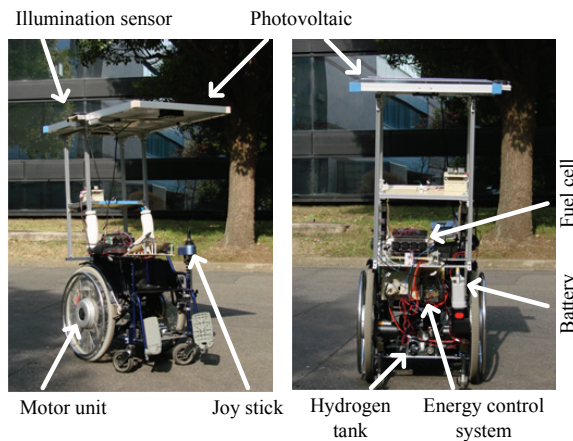 Illumination sensor
Photovoltaic
Fuel cell
Battery
Motor unit
Joy stick
Hydrogen
tank
Energy control
system